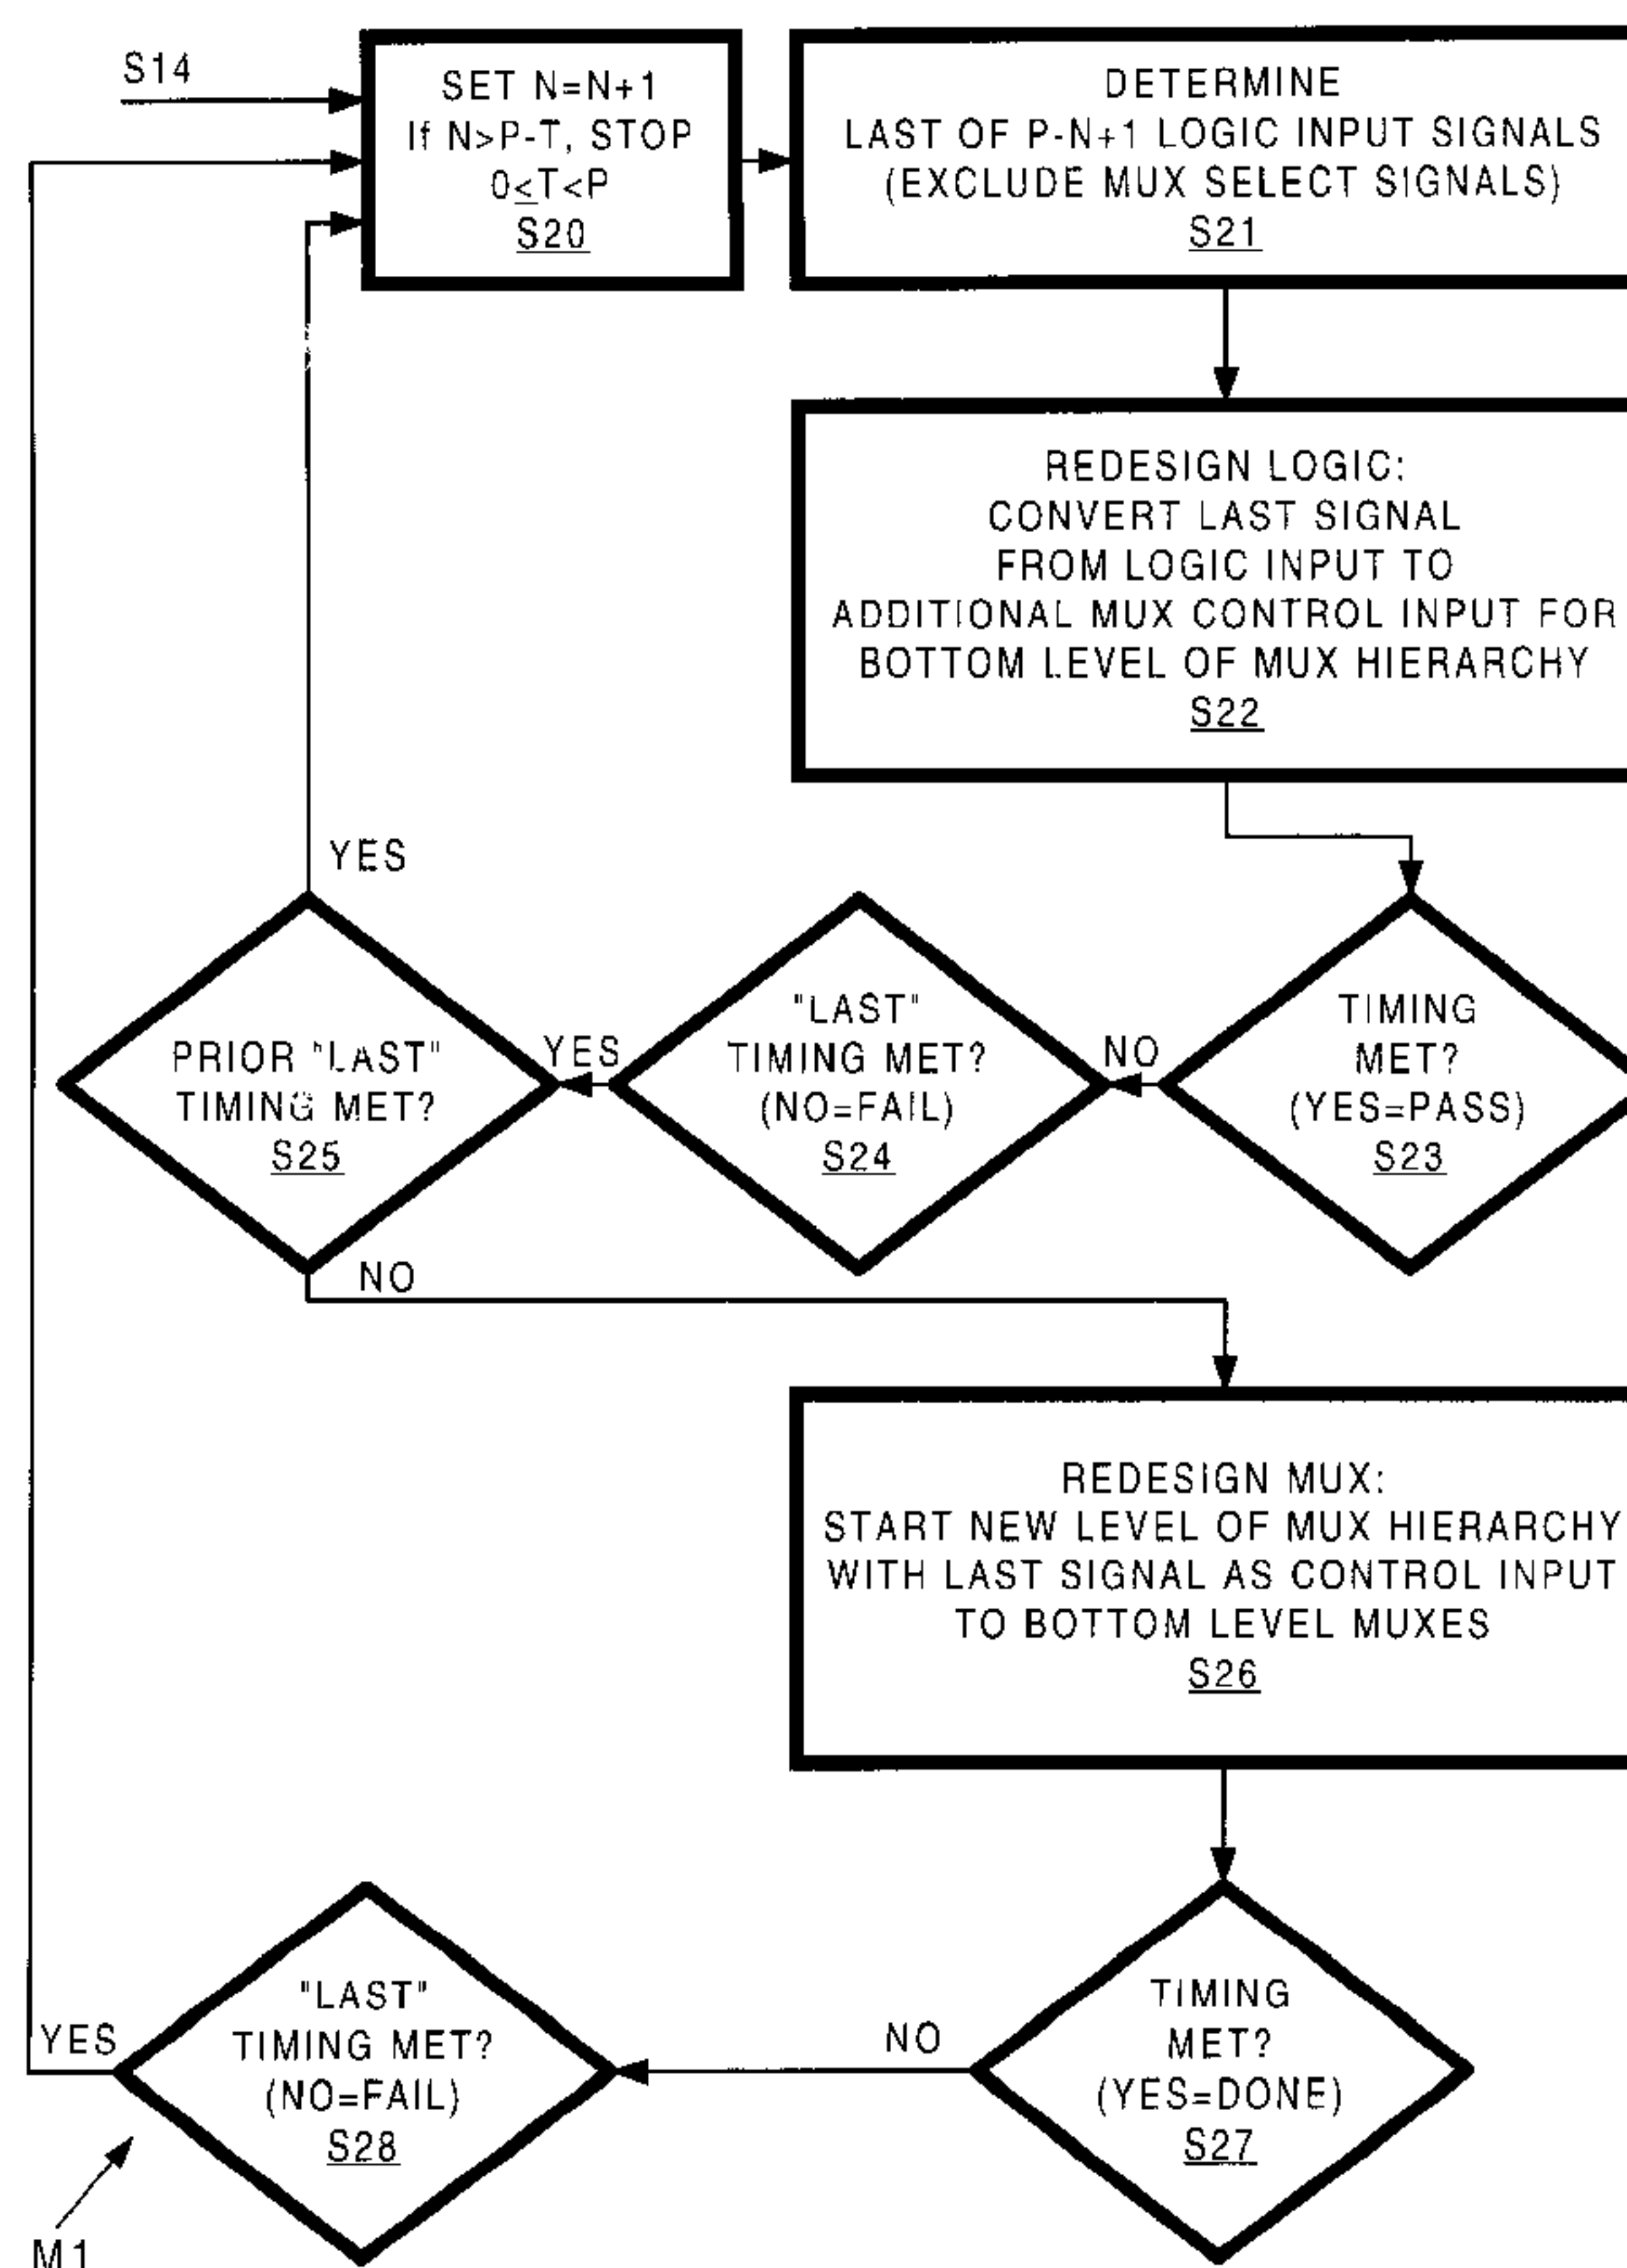 S14
SET N=N+1
If N>P-T, STOP
0≤T<P
S20
DETERMINE
LAST OF P-N+1 LOGIC INPUT SIGNALS
(EXCLUDE MUX SELECT SIGNALS)
S21
REDESIGN LOGIC:
CONVERT LAST SIGNAL
FROM LOGIC INPUT TO
ADDITIONAL MUX CONTROL INPUT FOR
BOTTOM LEVEL OF MUX HIERARCHY
S22
YES
PRIOR "LAST"
TIMING MET?
S25
YES
"LAST"
TIMING MET?
(NO=FAIL)
S24
NO
TIMING
MET?
(YES=PASS)
S23
NO
REDESIGN MUX:
START NEW LEVEL OF MUX HIERARCHY
WITH LAST SIGNAL AS CONTROL INPUT
TO BOTTOM LEVEL MUXES
S26
YES
"LAST"
TIMING MET?
(NO=FAIL)
S28
NO
TIMING
MET?
(YES=DONE)
S27
M1